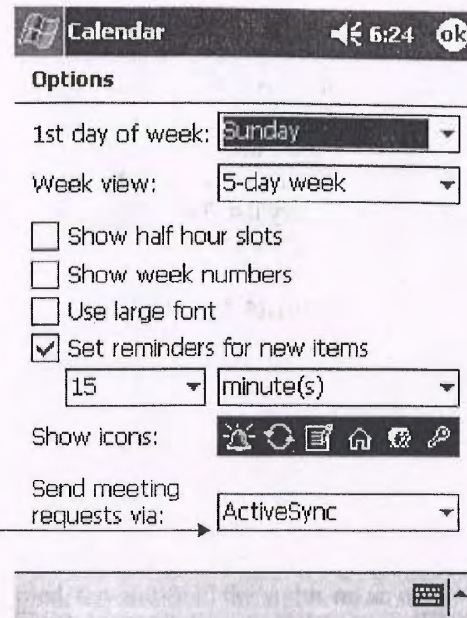 Calendar 6:24 ok
Options
1st day of week: Sunday
Week view: 5-day week
Show half hour slots
Show week numbers
Use large font
Set reminders for new items
15 minute(s)
Show icons:
Send meeting
requests via: ActiveSync